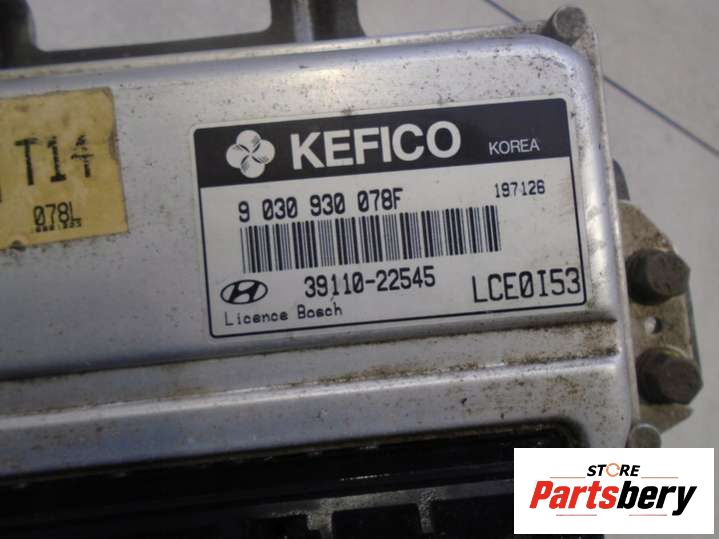 T14
078L
KEFICO KOREA
9 030 930 078F 197126
39110-22545 LCE0I53
Licence Bosch
STORE
Partsbery